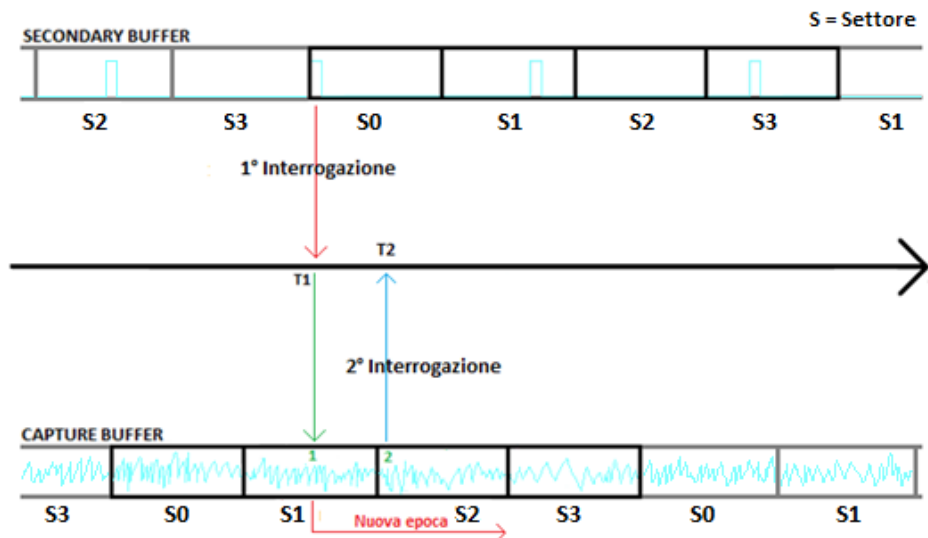 S = Settore
SECONDARY BUFFER
S2 S3 S0 S1 S2 S3 S1
1° Interrogazione
T2
T1
2° Interrogazione
CAPTURE BUFFER
1 2
S3 S0 S1 S2 S3 S0 S1
Nuova epoca